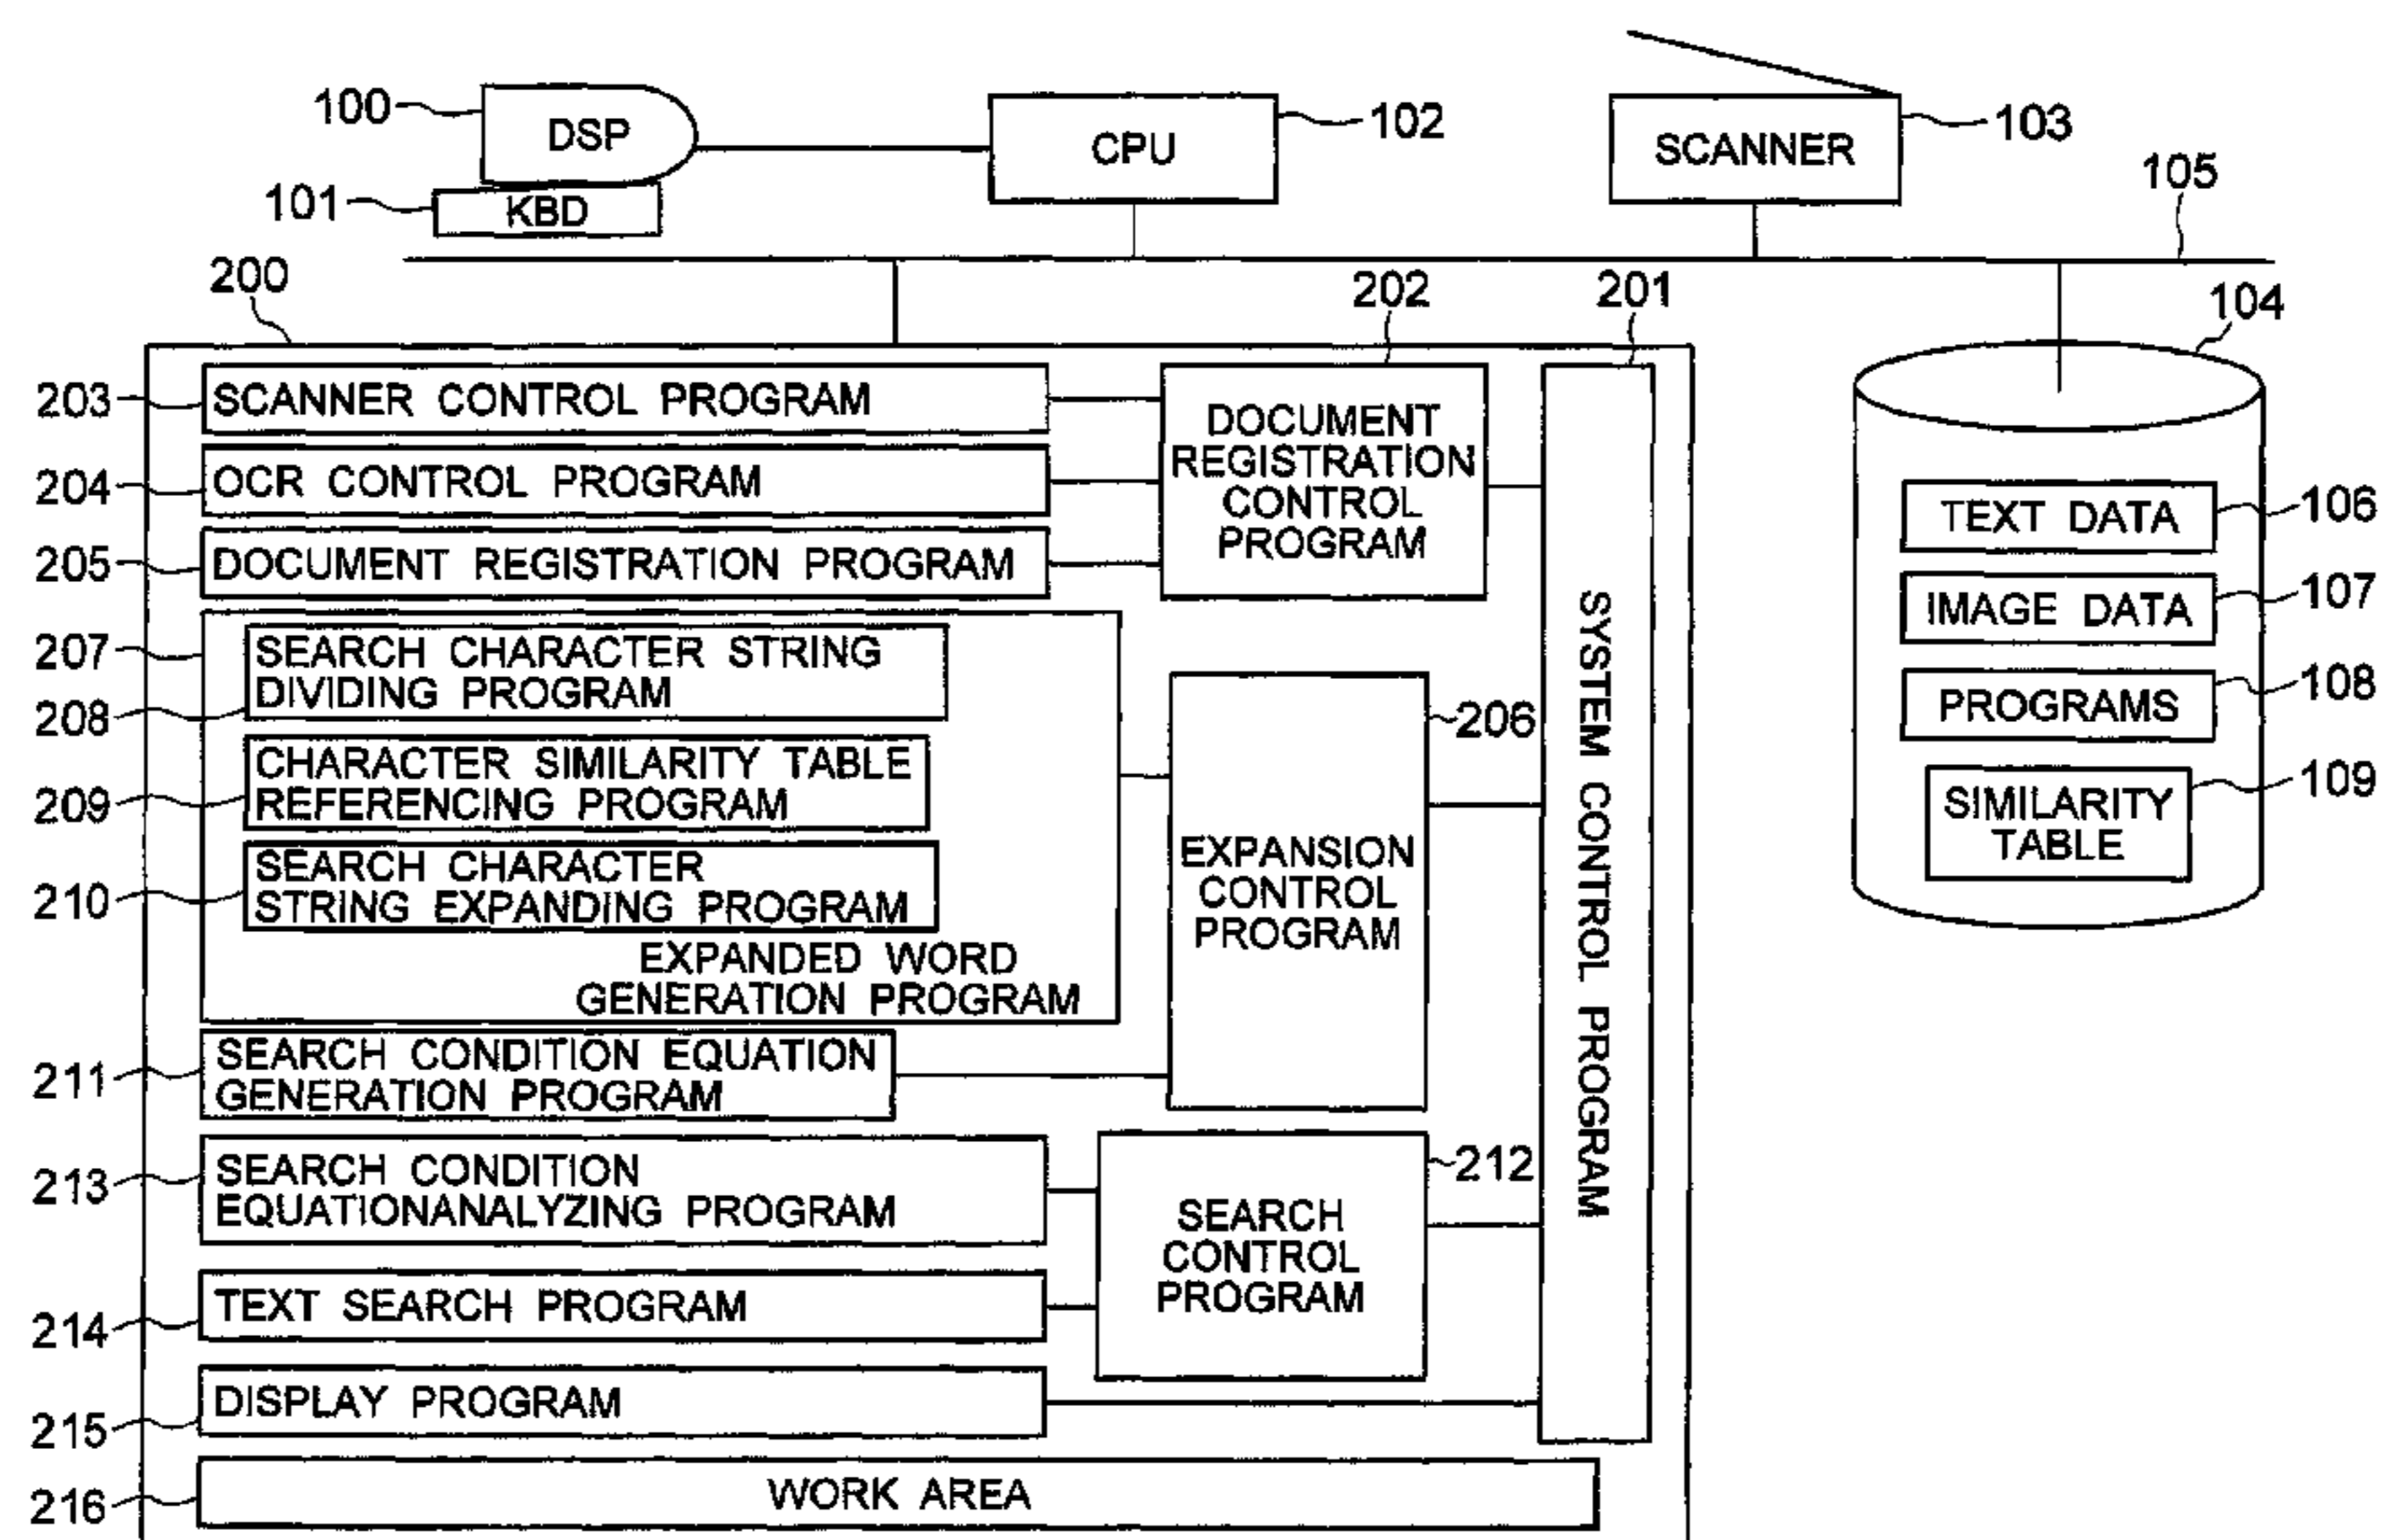 100
DSP
101
KBD
CPU
102
SCANNER
103
105
200
202
201
104
203
SCANNER CONTROL PROGRAM
204
OCR CONTROL PROGRAM
205
DOCUMENT REGISTRATION PROGRAM
DOCUMENT
REGISTRATION
CONTROL
PROGRAM
207
208
SEARCH CHARACTER STRING
DIVIDING PROGRAM
209
CHARACTER SIMILARITY TABLE
REFERENCING PROGRAM
210
SEARCH CHARACTER
STRING EXPANDING PROGRAM
EXPANDED WORD
GENERATION PROGRAM
206
EXPANSION
CONTROL
PROGRAM
211
SEARCH CONDITION EQUATION
GENERATION PROGRAM
213
SEARCH CONDITION
EQUATIONANALYZING PROGRAM
212
SEARCH
CONTROL
PROGRAM
214
TEXT SEARCH PROGRAM
215
DISPLAY PROGRAM
216
WORK AREA
SYSTEM CONTROL PROGRAM
TEXT DATA
106
IMAGE DATA
107
PROGRAMS
108
SIMILARITY
TABLE
109